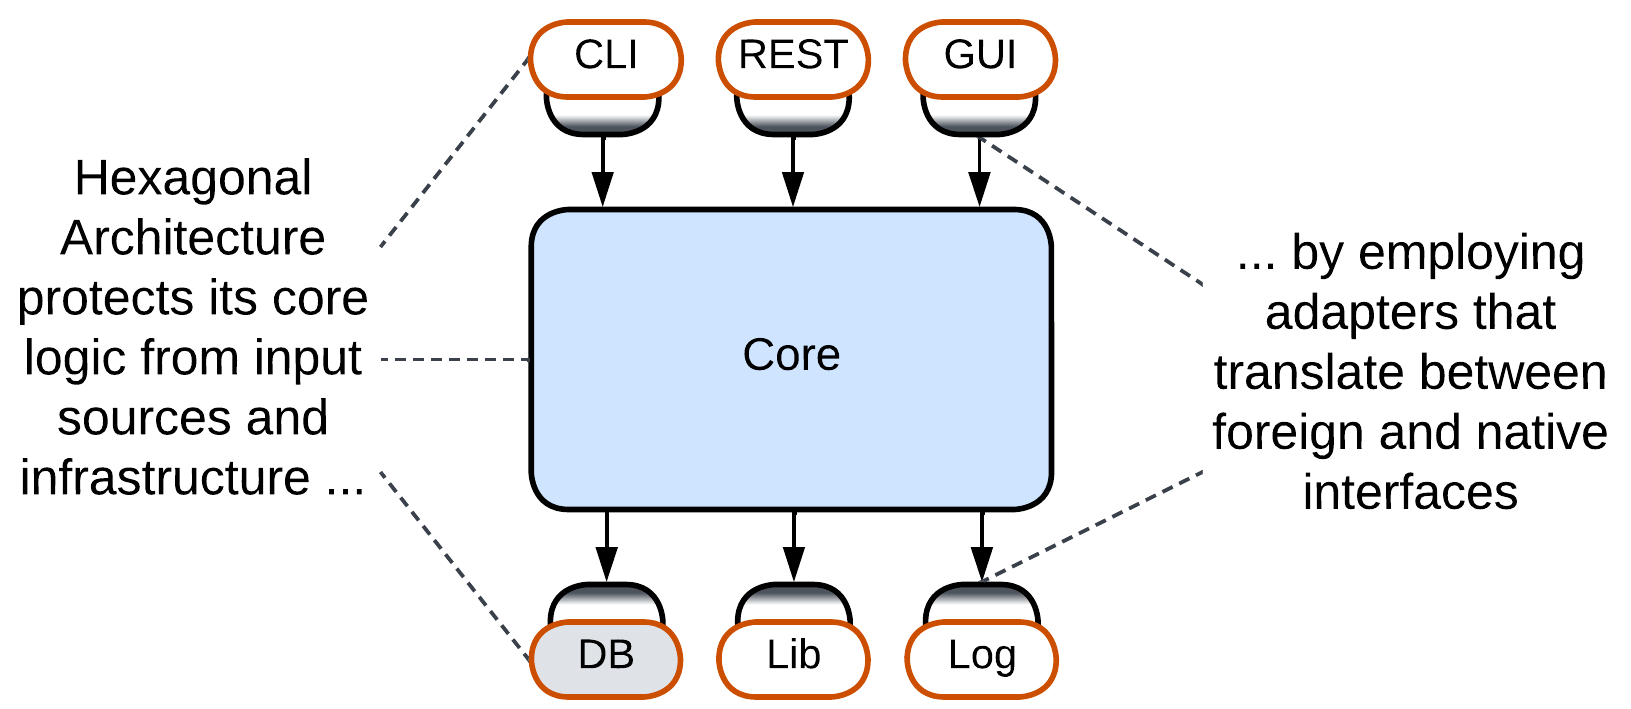 CLI
REST
GUI
Hexagonal
Architecture
protects its core
logic from input
sources and
infrastructure ...
Core
... by employing
adapters that
translate between
foreign and native
interfaces
DB
Lib
Log